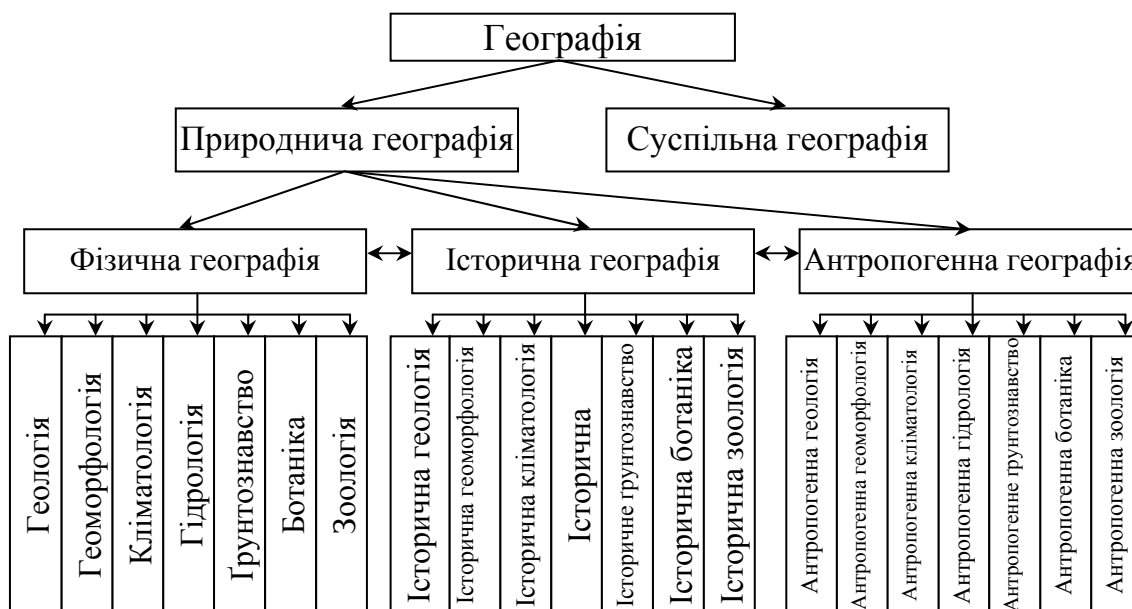 Географія
Природнича географія
Суспільна географія
Фізична географія
Історична географія
Антропогенна географія
Геологія
Геоморфологія
Кліматологія
Гідрологія
Ґрунтознавство
Ботаніка
Зоологія
Історична геологія
Історична геоморфологія
Історична кліматологія
Історична
Історичне ґрунтознавство
Історична ботаніка
Історична зоологія
Антропогенна геологія
Антропогенна геоморфологія
Антропогенна кліматологія
Антропогенна гідрологія
Антропогенне ґрунтознавство
Антропогенна ботаніка
Антропогенна зоологія